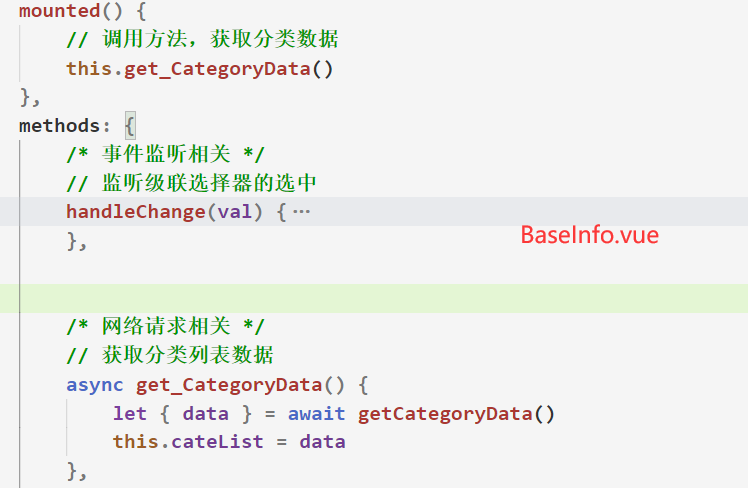 mounted() {
// 调用方法，获取分类数据
this.get_CategoryData()
},
methods: {
/* 事件监听相关 */
// 监听级联选择器的选中
handleChange(val) {⋯
},
BaseInfo.vue
/* 网络请求相关 */
// 获取分类列表数据
async get_CategoryData() {
let { data } = await getCategoryData()
this.cateList = data
},